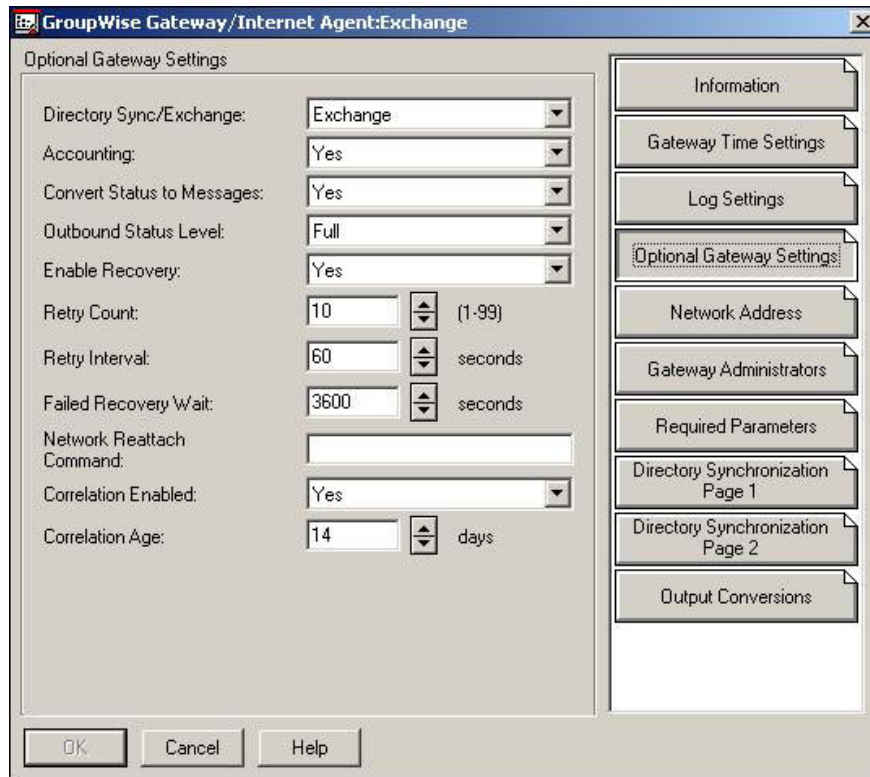 GroupWise Gateway/Internet Agent:Exchange
Optional Gateway Settings
Directory Sync/Exchange: Exchange
Accounting: Yes
Convert Status to Messages: Yes
Outbound Status Level: Full
Enable Recovery: Yes
Retry Count: 10 (1-99)
Retry Interval: 60 seconds
Failed Recovery Wait: 3600 seconds
Network Reattach
Command:
Correlation Enabled: Yes
Correlation Age: 14 days
Information
Gateway Time Settings
Log Settings
Optional Gateway Settings
Network Address
Gateway Administrators
Required Parameters
Directory Synchronization
Page 1
Directory Synchronization
Page 2
Output Conversions
OK Cancel Help